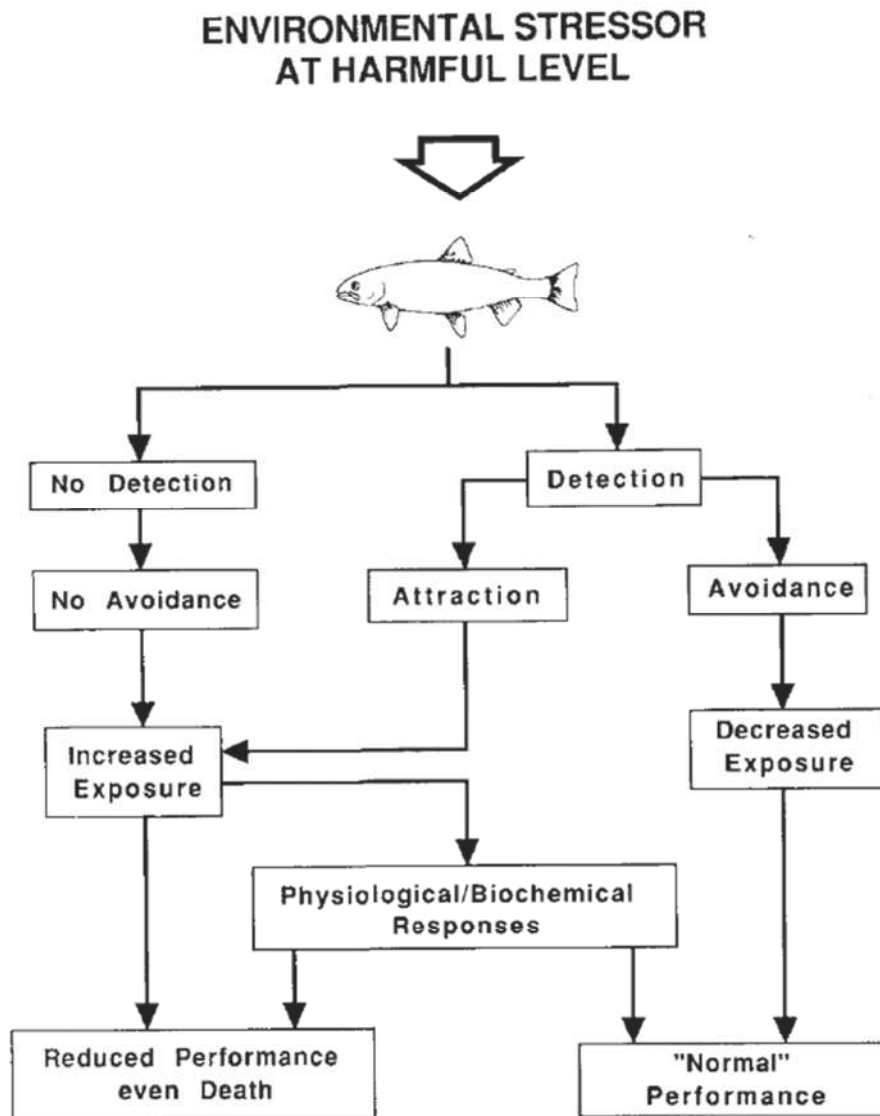 ENVIRONMENTAL STRESSOR
AT HARMFUL LEVEL
No Detection
Detection
No Avoidance
Attraction
Avoidance
Increased
Exposure
Decreased
Exposure
Physiological/Biochemical
Responses
Reduced Performance
even Death
"Normal"
Performance